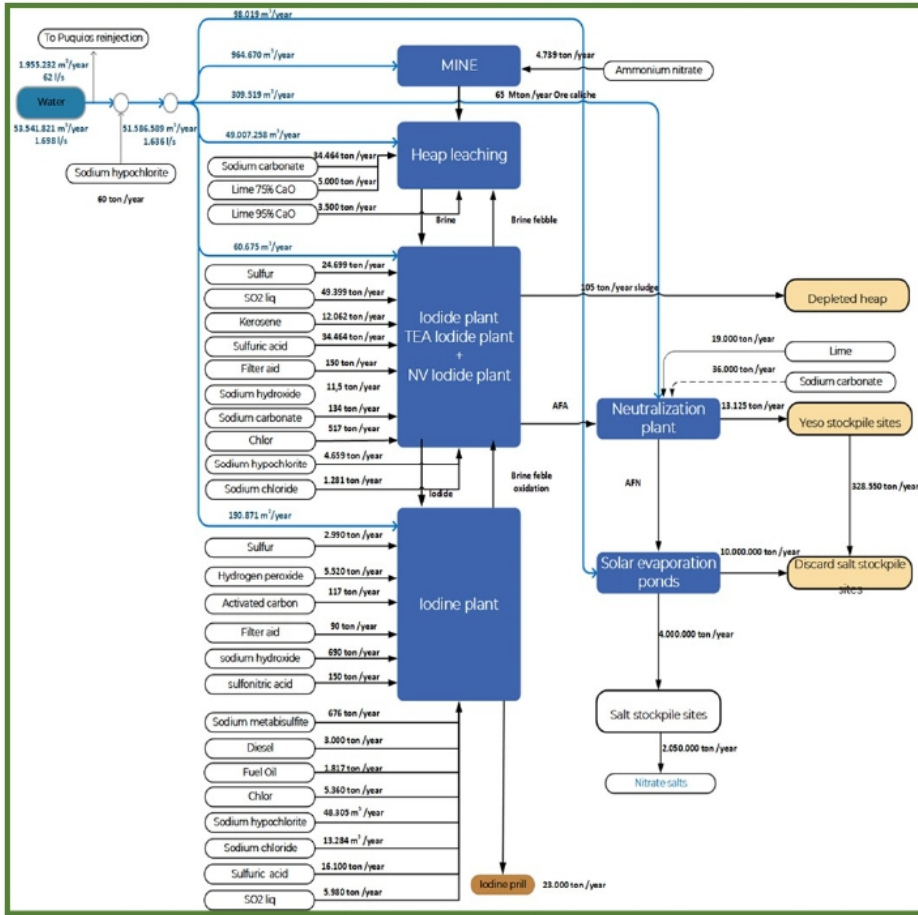 98.019 m³/year
To Puquios reinjection
964.670 m³/year
4.739 ton /year
1.955.232 m³/year
62 l/s
MINE
Ammonium nitrate
309.519 m³/year
65 Mton /year Ore caliche
Water
53.541.821 m³/year
1.698 l/s
51.586.589 m³/year
1.636 l/s
49.007.258 m³/year
Sodium hypochlorite
60 ton /year
34.464 ton /year
Sodium carbonate
Heap leaching
5.000 ton /year
Lime 75% CaO
3.500 ton /year
Lime 95% CaO
Brine
Brine febble
60.675 m³/year
24.699 ton /year
Sulfur
49.399 ton /year
SO2 liq
12.062 ton /year
Kerosene
34.464 ton /year
Sulfuric acid
150 ton /year
Filter aid
11,5 ton /year
Sodium hydroxide
134 ton /year
Sodium carbonate
517 ton /year
Chlor
4.659 ton /year
Sodium hypochlorite
1.281 ton /year
Sodium chloride
Iodide plant
TEA Iodide plant
+
NV Iodide plant
105 ton /year sludge
Depleted heap
19.000 ton /year
Lime
36.000 ton /year
Sodium carbonate
AFA
Neutralization
plant
13.125 ton /year
Yeso stockpile sites
328.550 ton /year
Iodide
Brine feble
oxidation
AFN
190.871 m³/year
2.990 ton /year
Sulfur
5.520 ton /year
Hydrogen peroxide
117 ton /year
Activated carbon
90 ton /year
Filter aid
690 ton /year
sodium hydroxide
150 ton /year
sulfonitric acid
Iodine plant
Solar evaporation
ponds
10.000.000 ton /year
Discard salt stockpile
sites
4.000.000 ton /year
Salt stockpile sites
2.050.000 ton /year
Nitrate salts
676 ton /year
Sodium metabisulfite
3.000 ton /year
Diesel
1.817 ton /year
Fuel Oil
5.360 ton /year
Chlor
48.305 m³ /year
Sodium hypochlorite
13.284 m³ /year
Sodium chloride
16.100 ton /year
Sulfuric acid
5.980 ton /year
SO2 liq
Iodine prill
23.000 ton /year